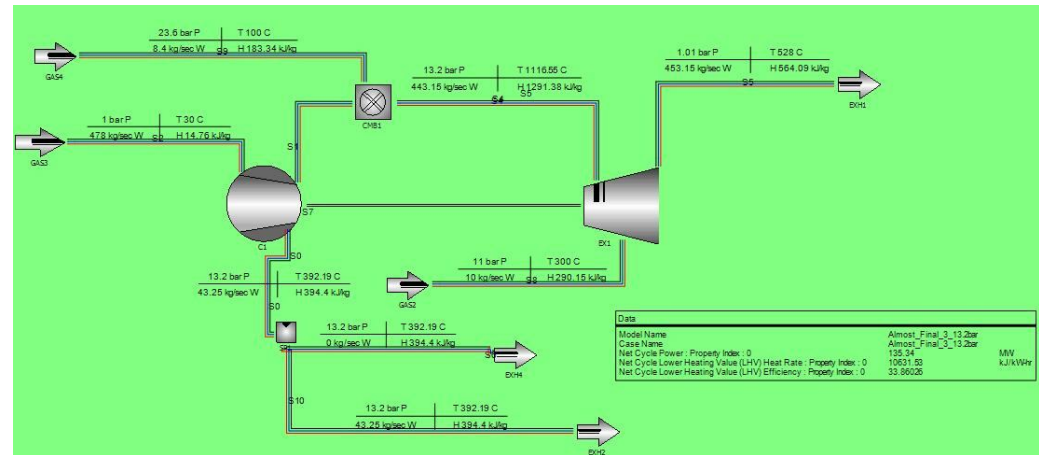 23.6 bar P T 100 C
8.4 kg/sec W S9 H 183.34 kJ/kg
GAS4
1.01 bar P T 528 C
453.15 kg/sec W S5 H 564.09 kJ/kg
EXH1
13.2 bar P T 1116.55 C
443.15 kg/sec W H 1291.38 kJ/kg
S5
CMB1
1 bar P T 30 C
478 kg/sec W S2 H 14.76 kJ/kg
GAS3
S1
S7
C1
EX1
S0
11 bar P T 300 C
10 kg/sec W S8 H 290.15 kJ/kg
GAS2
13.2 bar P T 392.19 C
43.25 kg/sec W H 394.4 kJ/kg
S0
SP1
13.2 bar P T 392.19 C
0 kg/sec W H 394.4 kJ/kg
EXH4
S10
13.2 bar P T 392.19 C
43.25 kg/sec W H 394.4 kJ/kg
EXH2
Data
Model Name Almost_Final_3_13.2bar
Case Name Almost_Final_3_13.2bar
Net Cycle Power : Property Index : 0 135.34 MW
Net Cycle Lower Heating Value (LHV) Heat Rate : Property Index : 0 10631.53 kJ/kW-hr
Net Cycle Lower Heating Value (LHV) Efficiency : Property Index : 0 33.86026